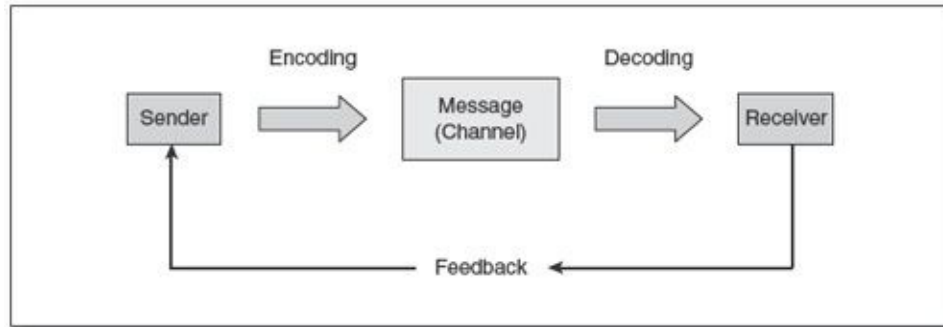 Encoding
Decoding
Sender
Message
(Channel)
Receiver
Feedback